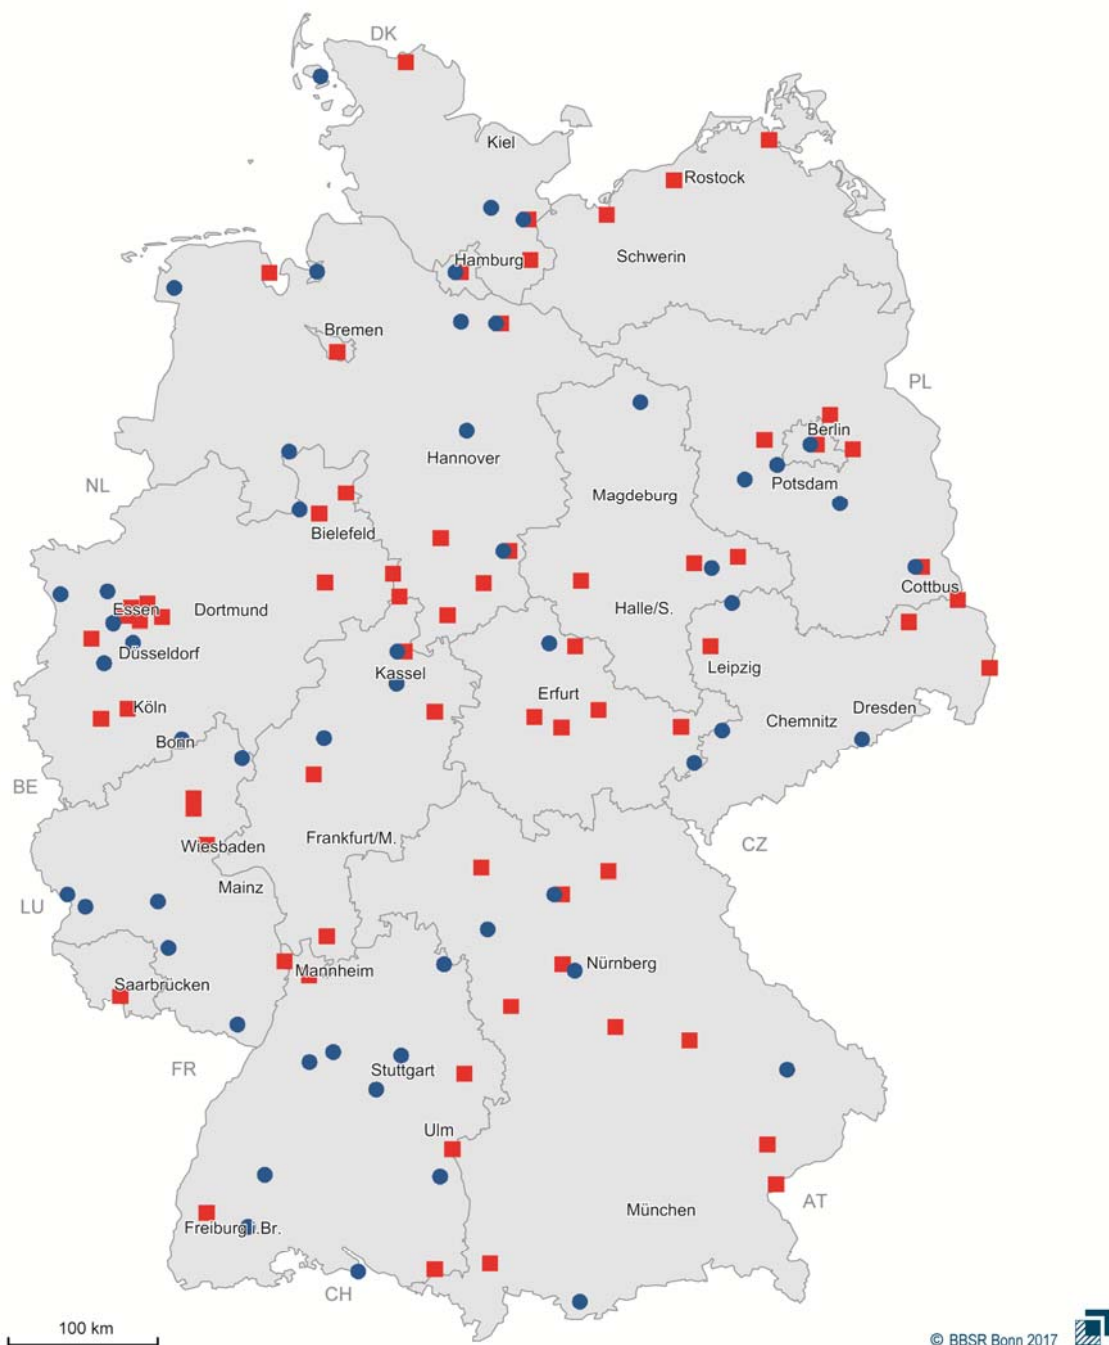 DK
Kiel
Rostock
Hamburg
Schwerin
Bremen
PL
Berlin
Hannover
NL
Potsdam
Magdeburg
Bielefeld
Cottbus
Essen
Dortmund
Halle/S.
Düsseldorf
Leipzig
Kassel
Erfurt
Köln
Dresden
Chemnitz
Bonn
BE
Frankfurt/M.
CZ
Wiesbaden
Mainz
LU
Nürnberg
Mannheim
Saarbrücken
FR
Stuttgart
Ulm
AT
München
Freiburg i.Br.
CH
100 km
© BBSR Bonn 2017